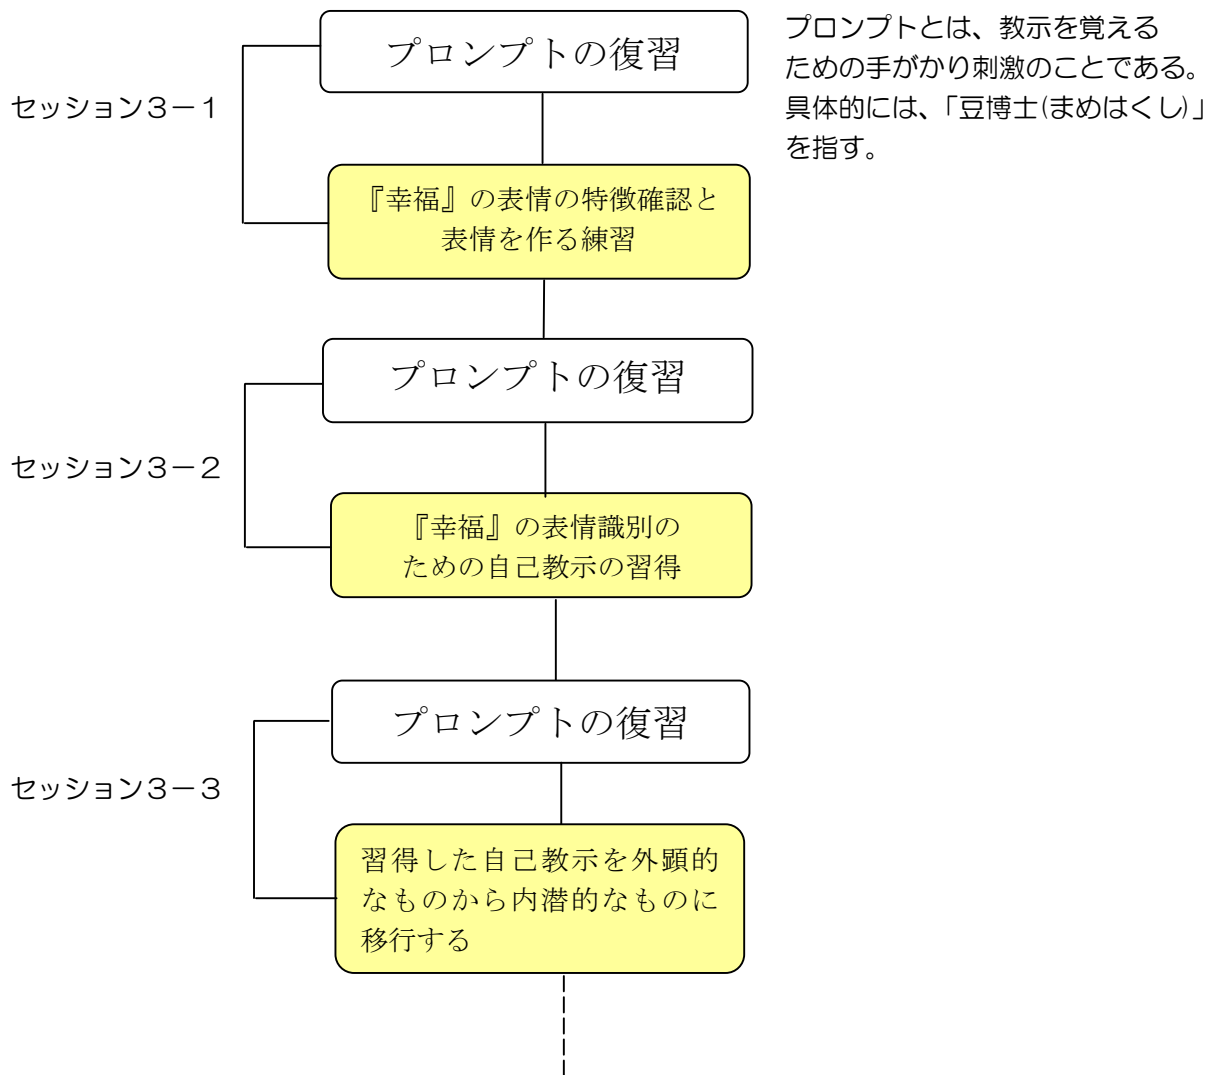 プロンプトの復習
プロンプトとは、教示を覚える
ための手がかり刺激のことである。
具体的には、「豆博士(まめはくし)」
を指す。
セッション3-1
『幸福』の表情の特徴確認と
表情を作る練習
プロンプトの復習
セッション3-2
『幸福』の表情識別の
ための自己教示の習得
プロンプトの復習
セッション3-3
習得した自己教示を外顕的
なものから内潜的なものに
移行する